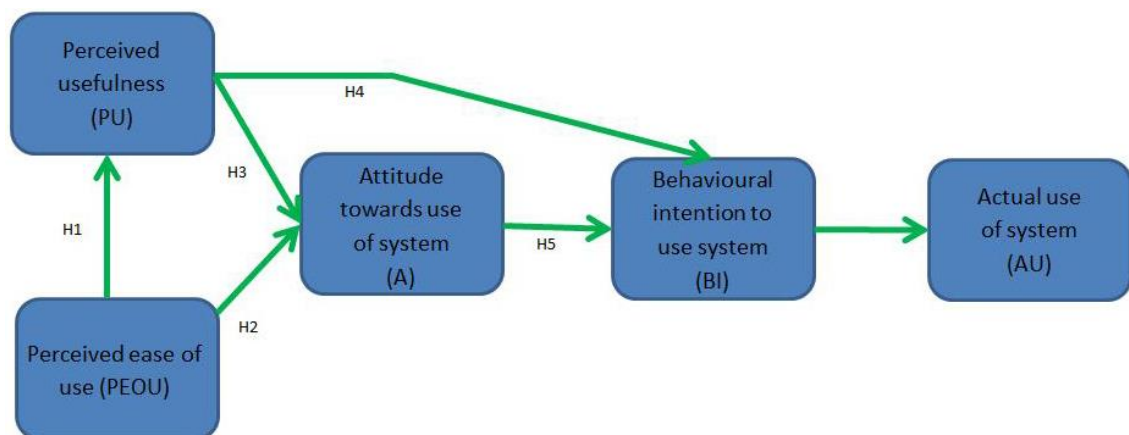 Perceived
usefulness
(PU)
H4
H3
Attitude
towards use
of system
(A)
Behavioural
intention to
use system
(BI)
Actual use
of system
(AU)
H1
H5
H2
Perceived ease of
use (PEOU)